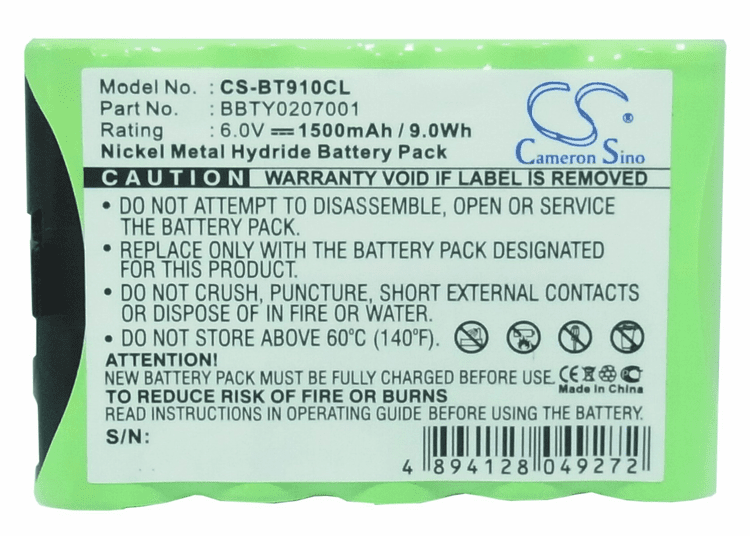 Model No. : CS-BT910CL
Part No. : BBTY0207001
Rating : 6.0V 1500mAh / 9.0Wh
Nickel Metal Hydride Battery Pack
CS
Cameron Sino
CAUTION WARRANTY VOID IF LABEL IS REMOVED
• DO NOT ATTEMPT TO DISASSEMBLE, OPEN OR SERVICE
THE BATTERY PACK.
• REPLACE ONLY WITH THE BATTERY PACK DESIGNATED
FOR THIS PRODUCT.
• DO NOT CRUSH, PUNCTURE, SHORT EXTERNAL CONTACTS
OR DISPOSE OF IN FIRE OR WATER.
• DO NOT STORE ABOVE 60°C (140°F).
ATTENTION!
NEW BATTERY PACK MUST BE FULLY CHARGED BEFORE USE.
CE
Made in China
TO REDUCE RISK OF FIRE OR BURNS
READ INSTRUCTIONS IN OPERATING GUIDE BEFORE USING BATTERY.
S/N:
4 894128 049272